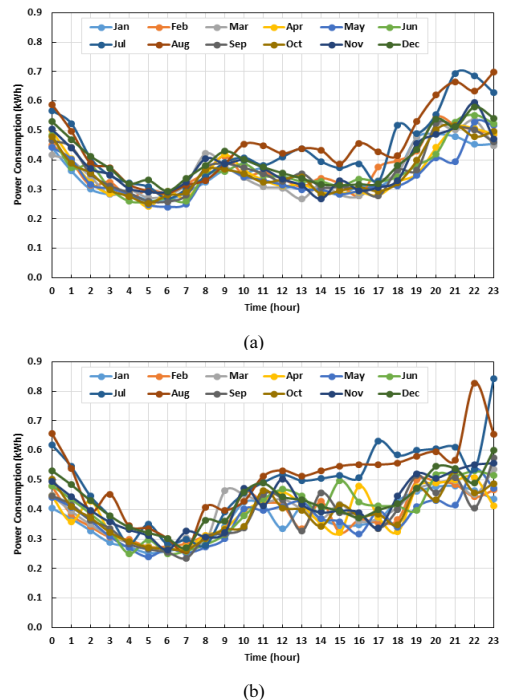 (a)
0.9
0.8
0.7
0.6
0.5
0.4
0.3
0.2
0.1
0.0
Power Consumption (kWh)
Jan Feb Mar Apr May Jun
Jul Aug Sep Oct Nov Dec
0 1 2 3 4 5 6 7 8 9 10 11 12 13 14 15 16 17 18 19 20 21 22 23
Time (hour)
(a)
0.9
0.8
0.7
0.6
0.5
0.4
0.3
0.2
0.1
0.0
Power Consumption (kWh)
Jan Feb Mar Apr May Jun
Jul Aug Sep Oct Nov Dec
0 1 2 3 4 5 6 7 8 9 10 11 12 13 14 15 16 17 18 19 20 21 22 23
Time (hour)
(b)